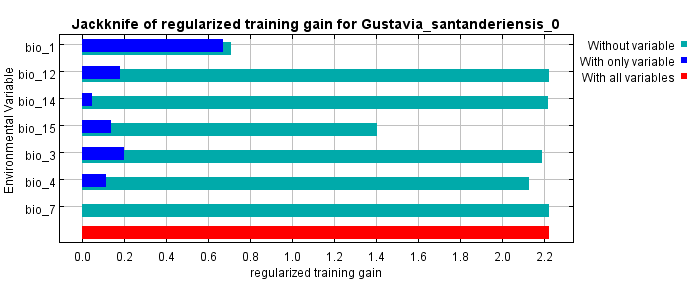 Jackknife of regularized training gain for Gustavia_santanderiensis_0
Without variable
With only variable
With all variables
Environmental Variable
bio_1
bio_12
bio_14
bio_15
bio_3
bio_4
bio_7
0.0 0.2 0.4 0.6 0.8 1.0 1.2 1.4 1.6 1.8 2.0 2.2
regularized training gain